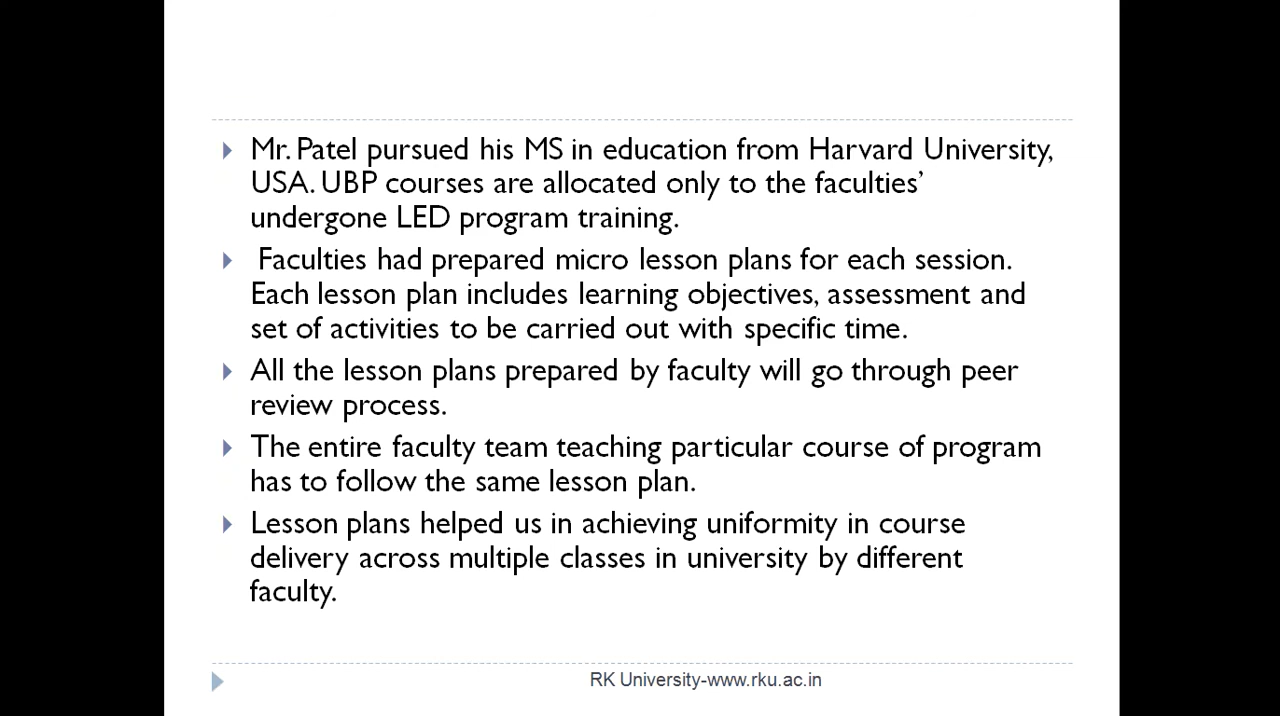 Mr. Patel pursued his MS in education from Harvard University,
USA. UBP courses are allocated only to the faculties’
undergone LED program training.
Faculties had prepared micro lesson plans for each session.
Each lesson plan includes learning objectives, assessment and
set of activities to be carried out with specific time.
All the lesson plans prepared by faculty will go through peer
review process.
The entire faculty team teaching particular course of program
has to follow the same lesson plan.
Lesson plans helped us in achieving uniformity in course
delivery across multiple classes in university by different
faculty.
RK University-www.rku.ac.in